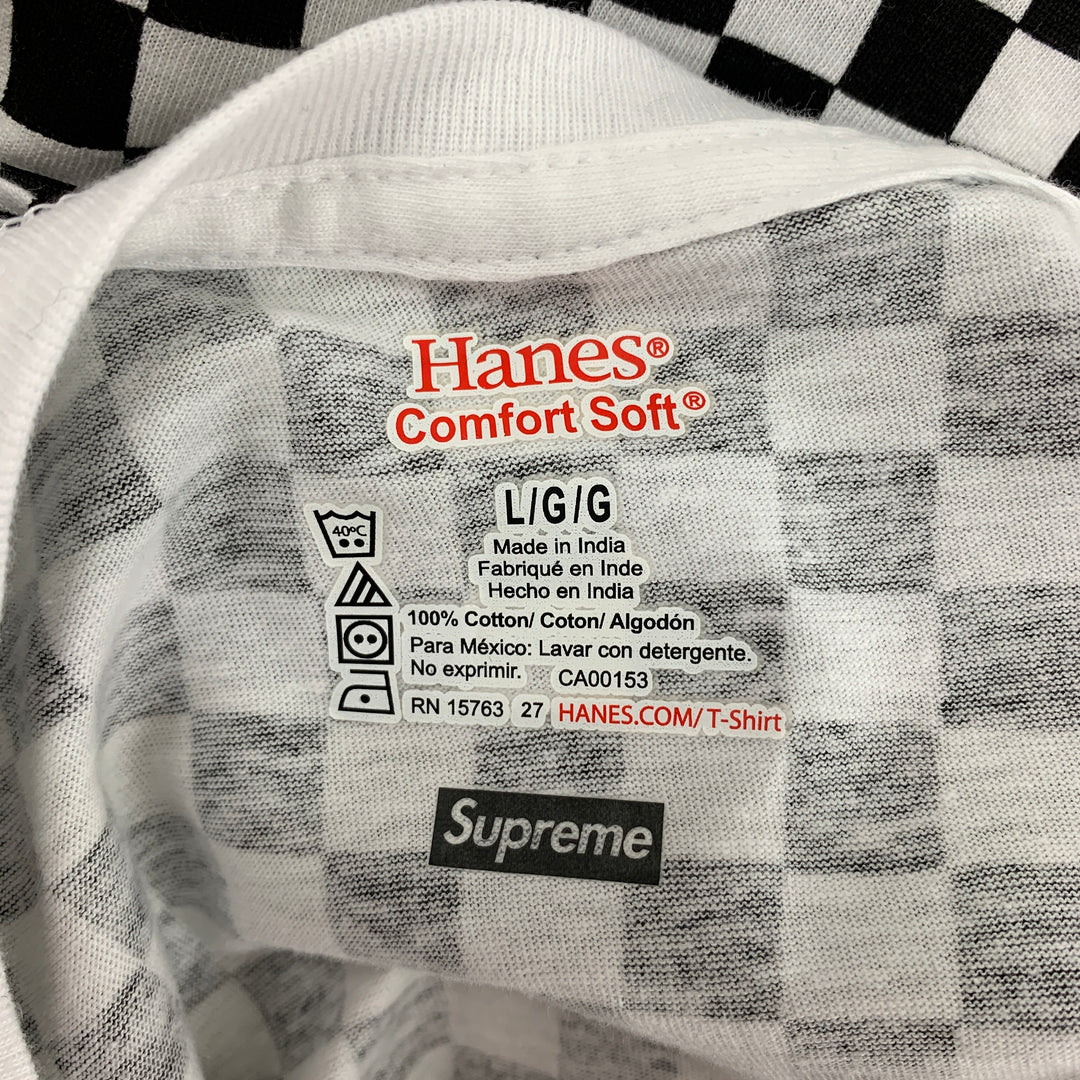 Hanes®
Comfort Soft®
L/G/G
40°C
Made in India
Fabriqué en Inde
Hecho en India
100% Cotton/ Coton/ Algodón
Para México: Lavar con detergente.
No exprimir. CA00153
RN 15763 27 HANES.COM/T-Shirt
Supreme